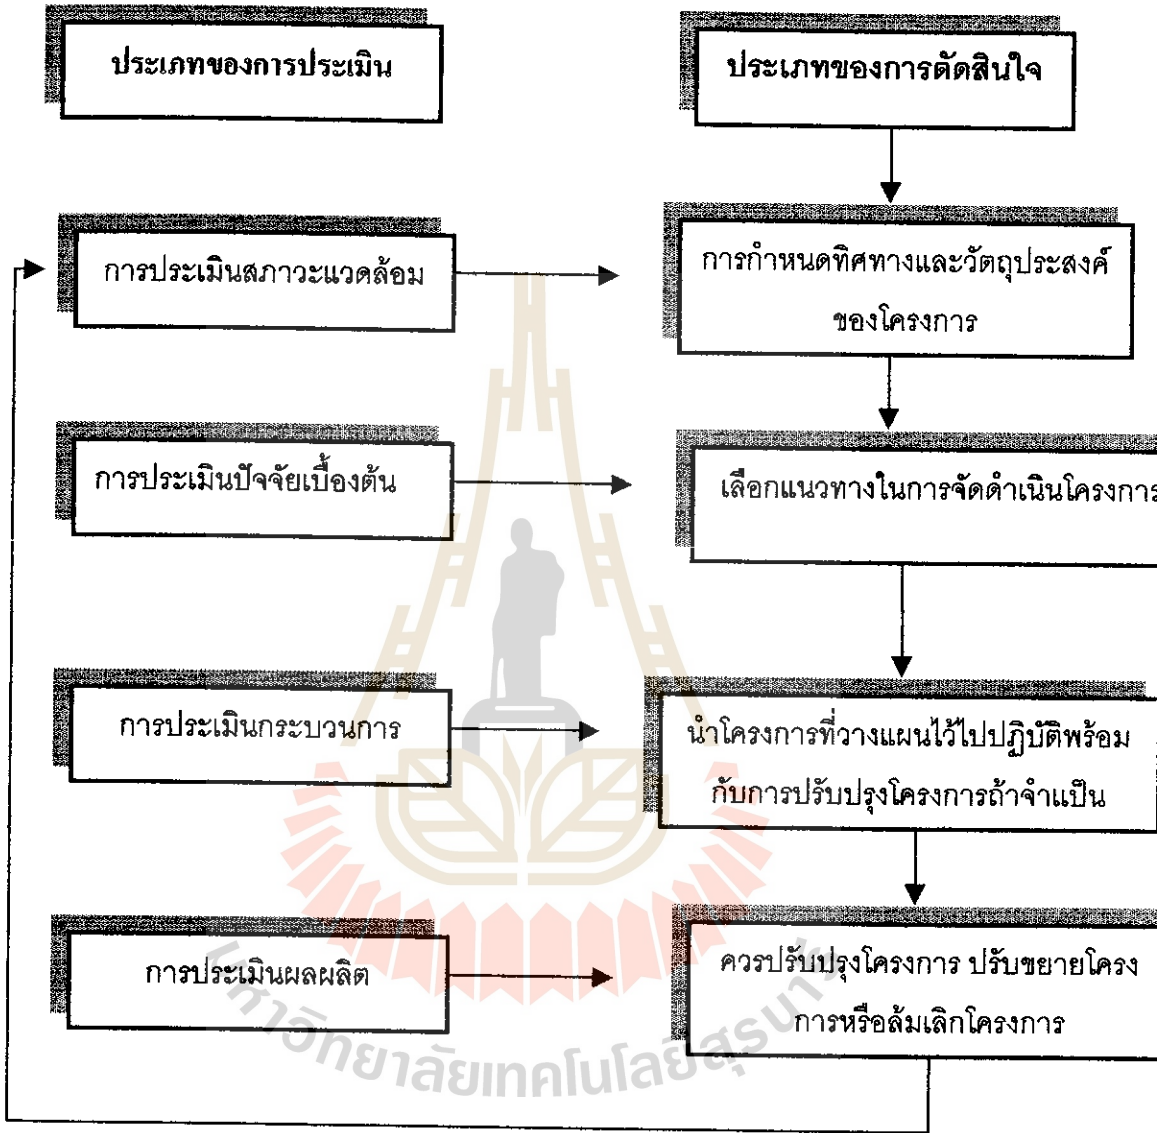 ประเภทของการประเมิน
ประเภทของการตัดสินใจ
การประเมินสภาวะแวดล้อม
การกำหนดทิศทางและวัตถุประสงค์
ของโครงการ
การประเมินปัจจัยเบื้องต้น
เลือกแนวทางในการจัดดำเนินโครงการ
การประเมินกระบวนการ
นำโครงการที่วางแผนไว้ไปปฏิบัติพร้อม
กับการปรับปรุงโครงการถ้าจำแป็น
การประเมินผลผลิต
ควรปรับปรุงโครงการ ปรับขยายโครง
การหรือล้มเลิกโครงการ
มหาวิทยาลัยเทคโนโลยีสุรนารี